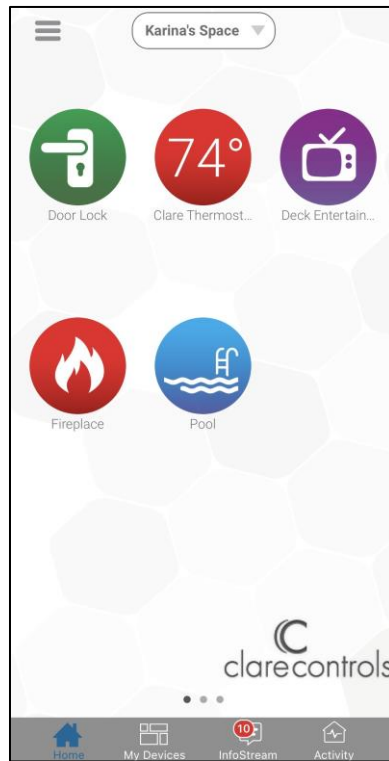 Karina's Space
74°
Door Lock
Clare Thermost...
Deck Entertain...
Fireplace
Pool
clarecontrols
10
Home
My Devices
InfoStream
Activity